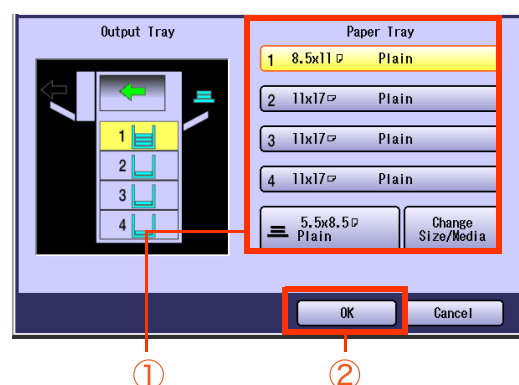 Output Tray
Paper Tray
1 8.5x11 Plain
2 11x17 Plain
3 11x17 Plain
4 11x17 Plain
1
2
3
4
5.5x8.5
Plain
Change
Size/Media
OK
Cancel
①
②